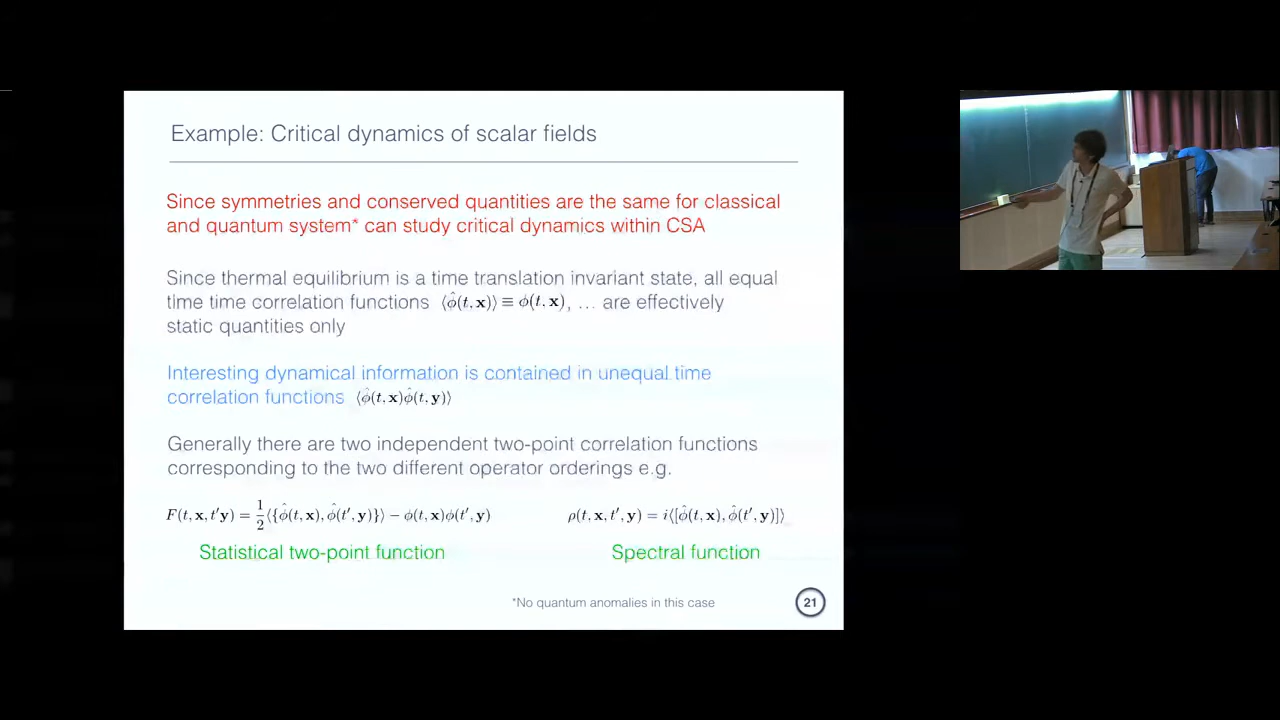 Example: Critical dynamics of scalar fields
Since symmetries and conserved quantities are the same for classical
and quantum system* can study critical dynamics within CSA
Since thermal equilibrium is a time translation invariant state, all equal
time time correlation functions ⟨ϕ̂(t, x)⟩ ≡ ϕ(t, x), ... are effectively
static quantities only
Interesting dynamical information is contained in unequal time
correlation functions ⟨ϕ̂(t, x)ϕ̂(t, y)⟩
Generally there are two independent two-point correlation functions
corresponding to the two different operator orderings e.g.
F(t, x, t′y) = 1/2⟨{ϕ̂(t, x), ϕ̂(t′, y)}⟩ − ϕ(t, x)ϕ(t′, y)
ρ(t, x, t′, y) = i⟨[ϕ̂(t, x), ϕ̂(t′, y)]⟩
Statistical two-point function
Spectral function
*No quantum anomalies in this case
21